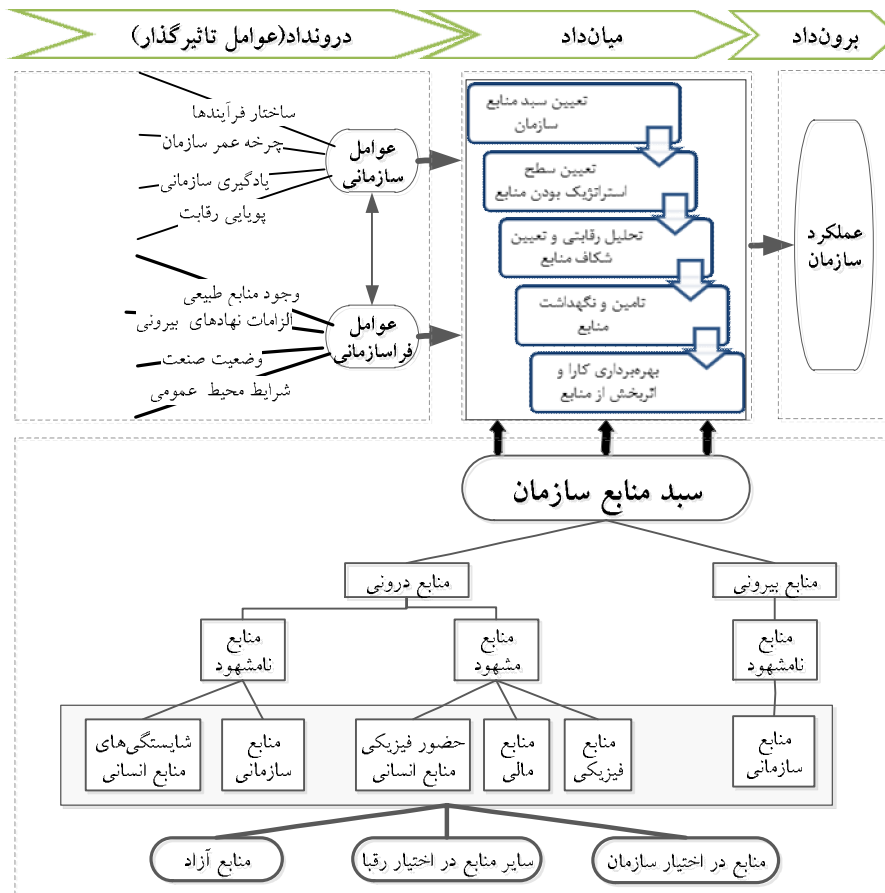 درونداد(عوامل تاثیرگذار)
میان‌داد
برون‌داد
ساختار فرآیندها
چرخه عمر سازمان
یادگیری سازمانی
پویایی رقابت
عوامل
سازمانی
وجود منابع طبیعی
الزامات نهادهای بیرونی
وضعیت صنعت
شرایط محیط عمومی
عوامل
فراسازمانی
تعیین سبد منابع
سازمان
تعیین سطح
استراتژیک بودن منابع
تحلیل رقابتی و تعیین
شکاف منابع
تامین و نگهداشت
منابع
بهره‌برداری کارا و
اثربخش از منابع
عملکرد
سازمان
سبد منابع سازمان
منابع درونی
منابع بیرونی
منابع
نامشهود
منابع
مشهود
منابع
نامشهود
شایستگی‌های
منابع انسانی
منابع
سازمانی
حضور فیزیکی
منابع انسانی
منابع
مالی
منابع
فیزیکی
منابع
سازمانی
منابع آزاد
سایر منابع در اختیار رقبا
منابع در اختیار سازمان